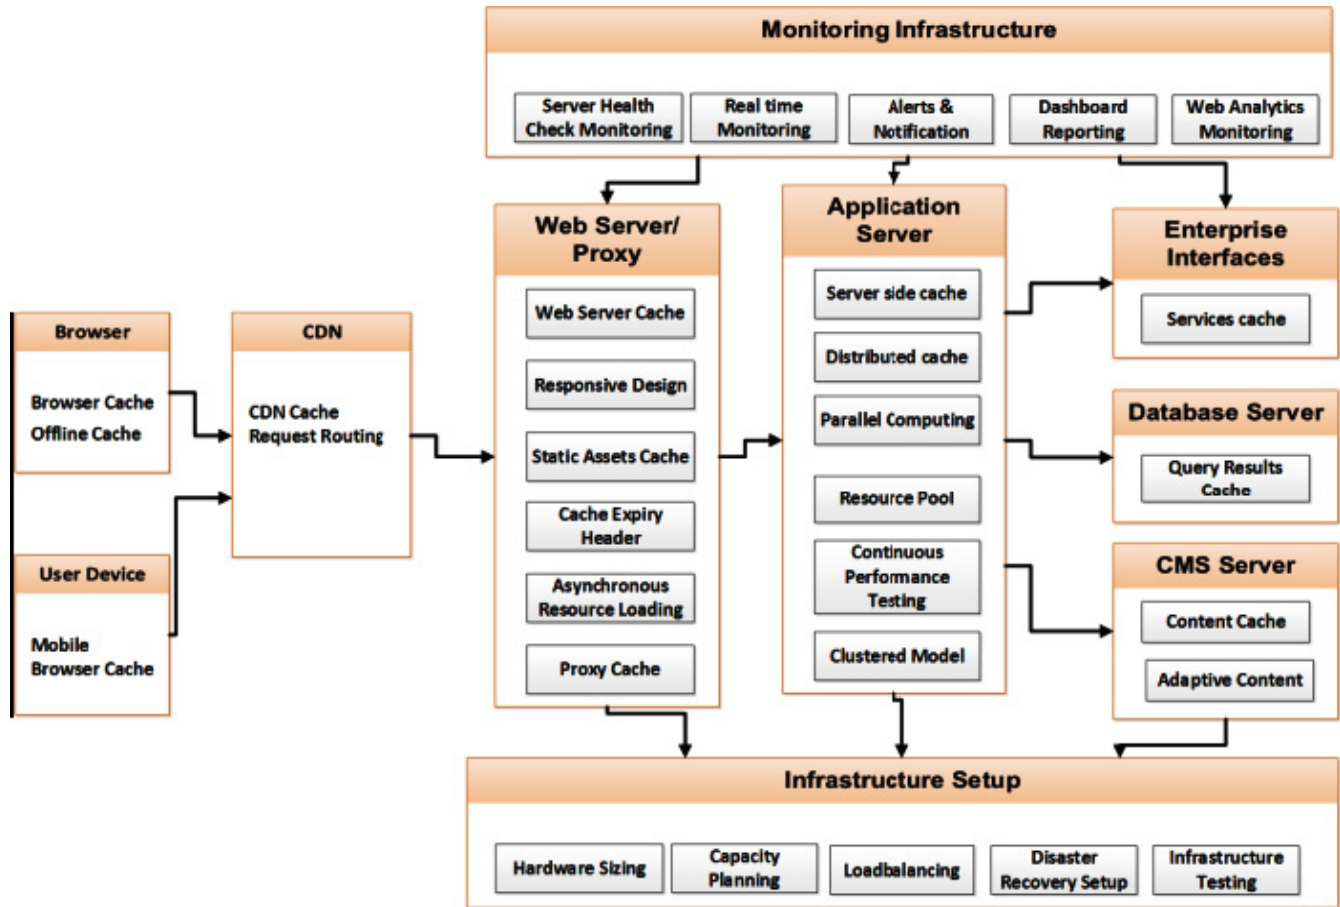 Monitoring Infrastructure
Server Health
Check Monitoring
Real time
Monitoring
Alerts &
Notification
Dashboard
Reporting
Web Analytics
Monitoring
Browser
Browser Cache
Offline Cache
User Device
Mobile
Browser Cache
CDN
CDN Cache
Request Routing
Web Server/
Proxy
Web Server Cache
Responsive Design
Static Assets Cache
Cache Expiry
Header
Asynchronous
Resource Loading
Proxy Cache
Application
Server
Server side cache
Distributed cache
Parallel Computing
Resource Pool
Continuous
Performance
Testing
Clustered Model
Enterprise
Interfaces
Services cache
Database Server
Query Results
Cache
CMS Server
Content Cache
Adaptive Content
Infrastructure Setup
Hardware Sizing
Capacity
Planning
Loadbalancing
Disaster
Recovery Setup
Infrastructure
Testing